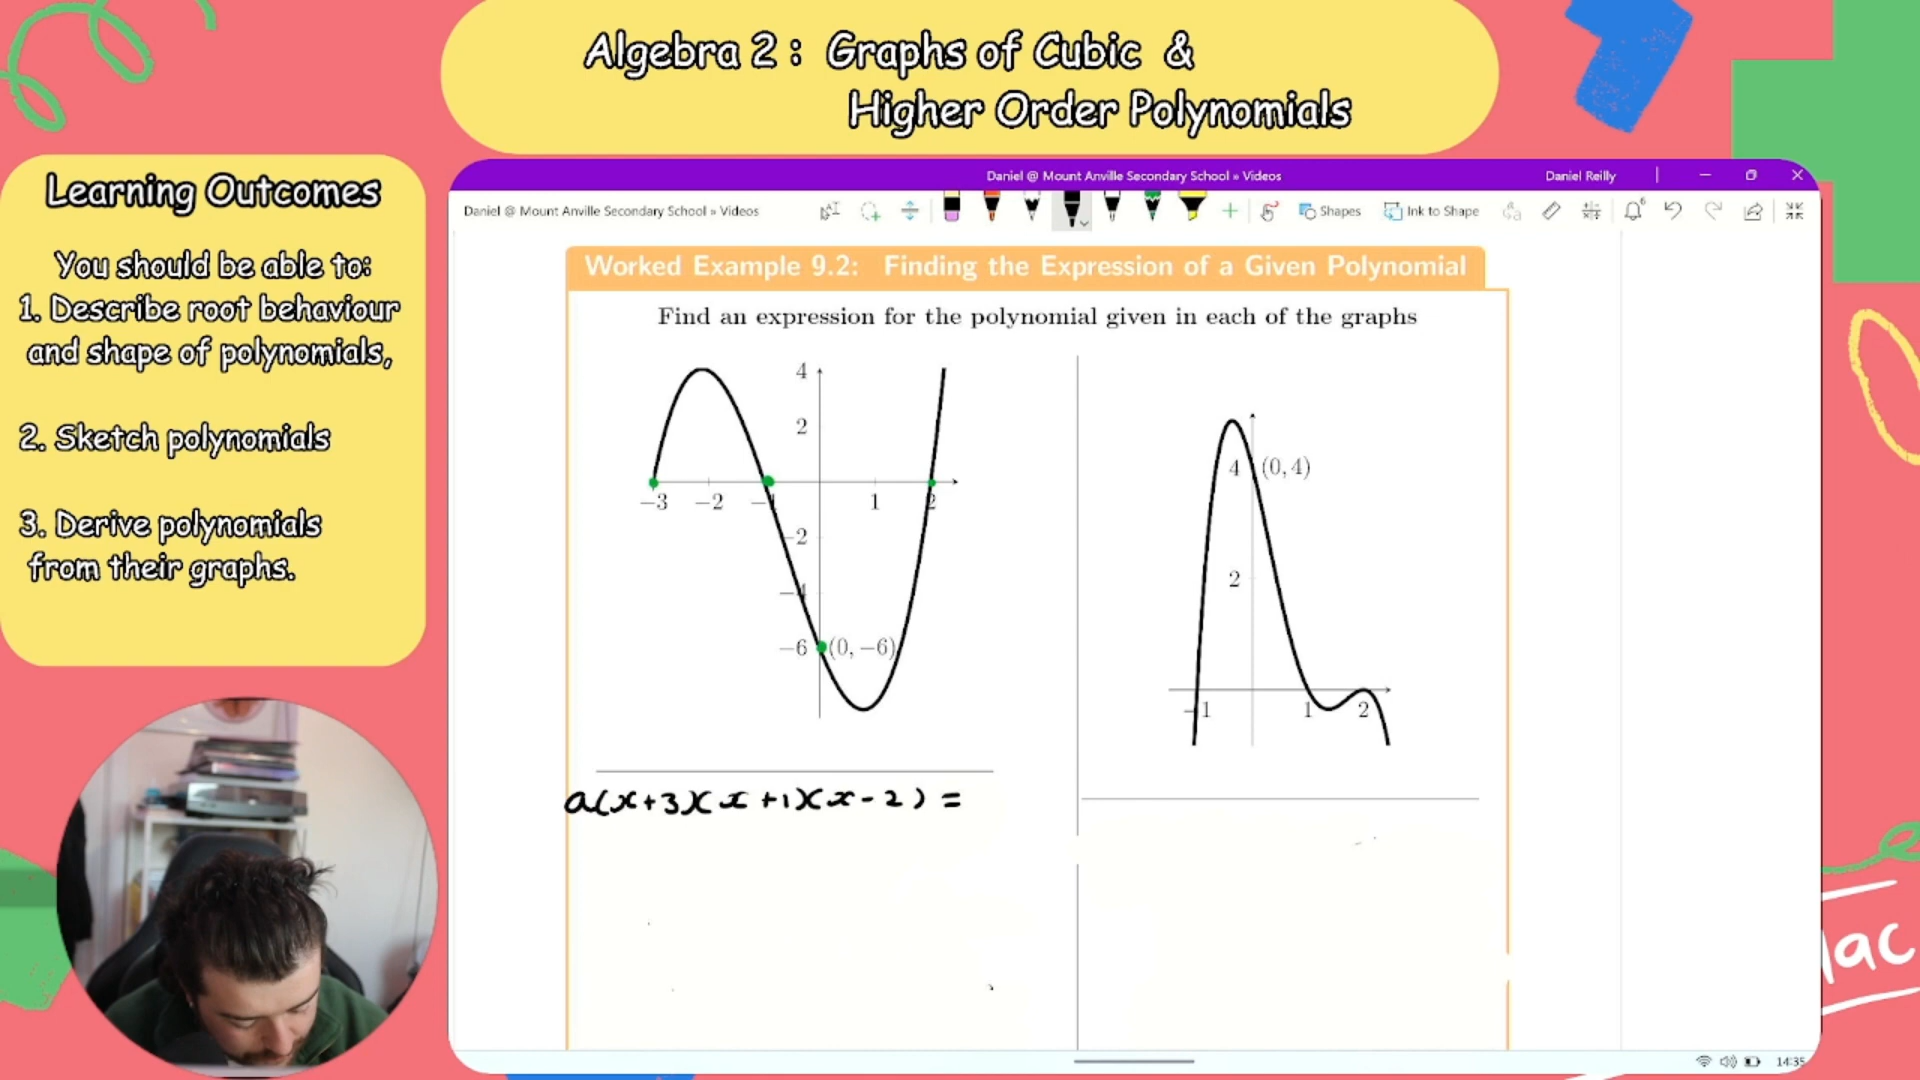 Algebra 2 : Graphs of Cubic &
Higher Order Polynomials
Learning Outcomes
You should be able to:
1. Describe root behaviour
and shape of polynomials,
2. Sketch polynomials
3. Derive polynomials
from their graphs.
Daniel @ Mount Anville Secondary School » Videos
Daniel Reilly
Daniel @ Mount Anville Secondary School » Videos
Shapes
Ink to Shape
6
Worked Example 9.2: Finding the Expression of a Given Polynomial
Find an expression for the polynomial given in each of the graphs
4
2
−3 −2 −1 1 2
−2
−4
−6 (0, −6)
4 (0, 4)
2
−1 1 2
a(x+3)(x+1)(x-2) =
14:35